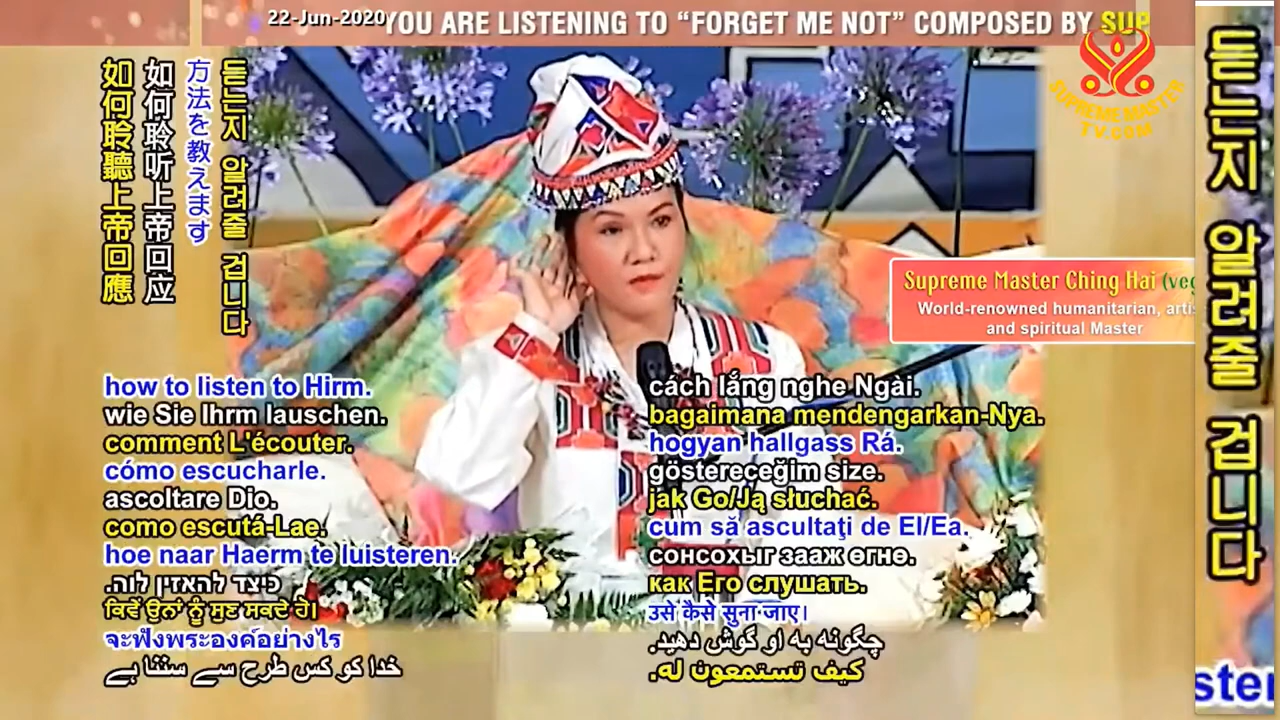 22-Jun-2020
YOU ARE LISTENING TO “FORGET ME NOT” COMPOSED BY SUP
SUPREME MASTER
TV.COM
듣는지 알려줄 겁니다
方法を教えます
如何聆听上帝回应
如何聆聽上帝回應
Supreme Master Ching Hai (veg
World-renowned humanitarian, artis
and spiritual Master
how to listen to Hirm.
wie Sie Ihrm lauschen.
comment L'écouter.
cómo escucharle.
ascoltare Dio.
como escutá-Lae.
hoe naar Haerm te luisteren.
כיצד להאזין לוה.
ਕਿਵੇਂ ਉਨਾਂ ਨੂੰ ਸੁਣ ਸਕਦੇ ਹੇ।
จะฟังพระองค์อย่างไร
خدا کو کس طرح سے سننا ہے
cách lắng nghe Ngài.
bagaimana mendengarkan-Nya.
hogyan hallgass Rá.
göstereceğim size.
jak Go/Ją słuchać.
cum să ascultaţi de El/Ea.
сонсохыг зааж өгнө.
как Его слушать.
उसे कैसे सुना जाए।
چگونه به او گوش دهید.
كيف تستمعون له.
듣는지 알려줄 겁니다
ster